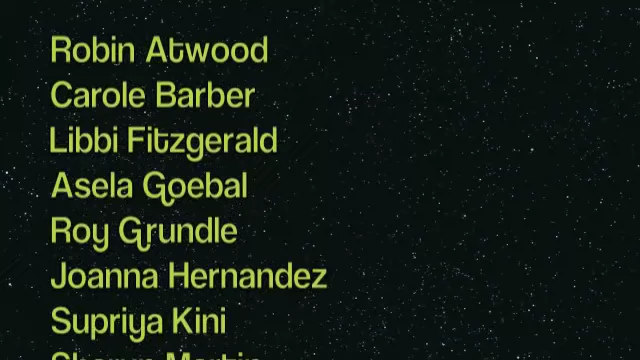 Robin Atwood
Carole Barber
Libbi Fitzgerald
Asela Goebal
Roy Grundle
Joanna Hernandez
Supriya Kini